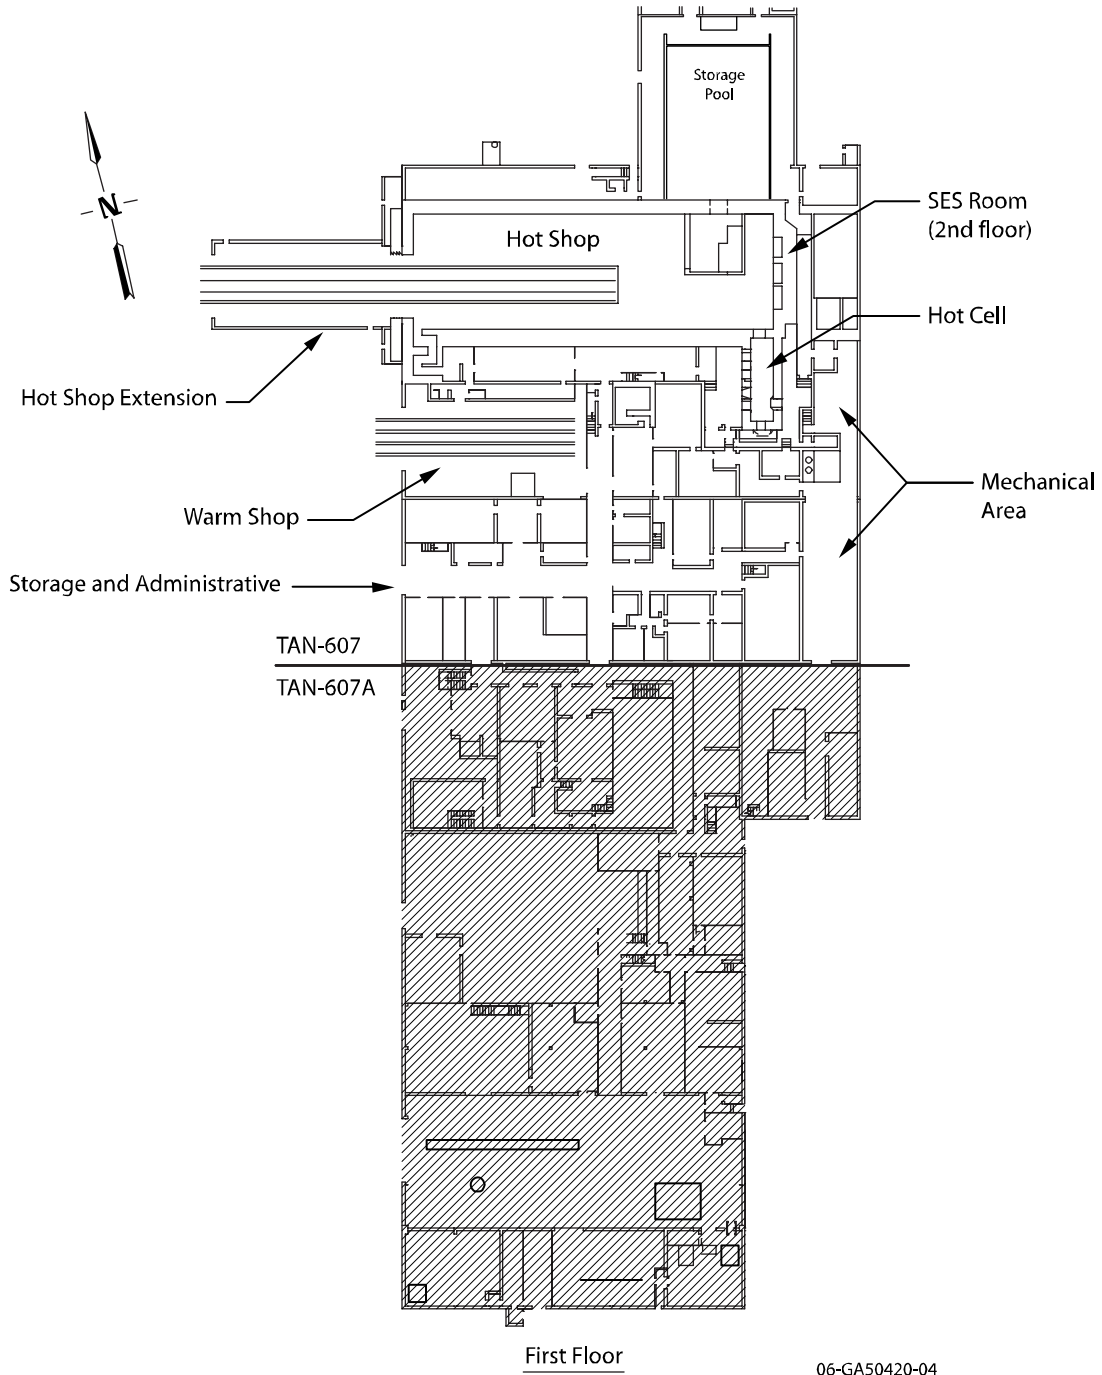 Storage
Pool
N
SES Room
(2nd floor)
Hot Shop
Hot Cell
Hot Shop Extension
Mechanical
Area
Warm Shop
Storage and Administrative
TAN-607
TAN-607A
First Floor
06-GA50420-04